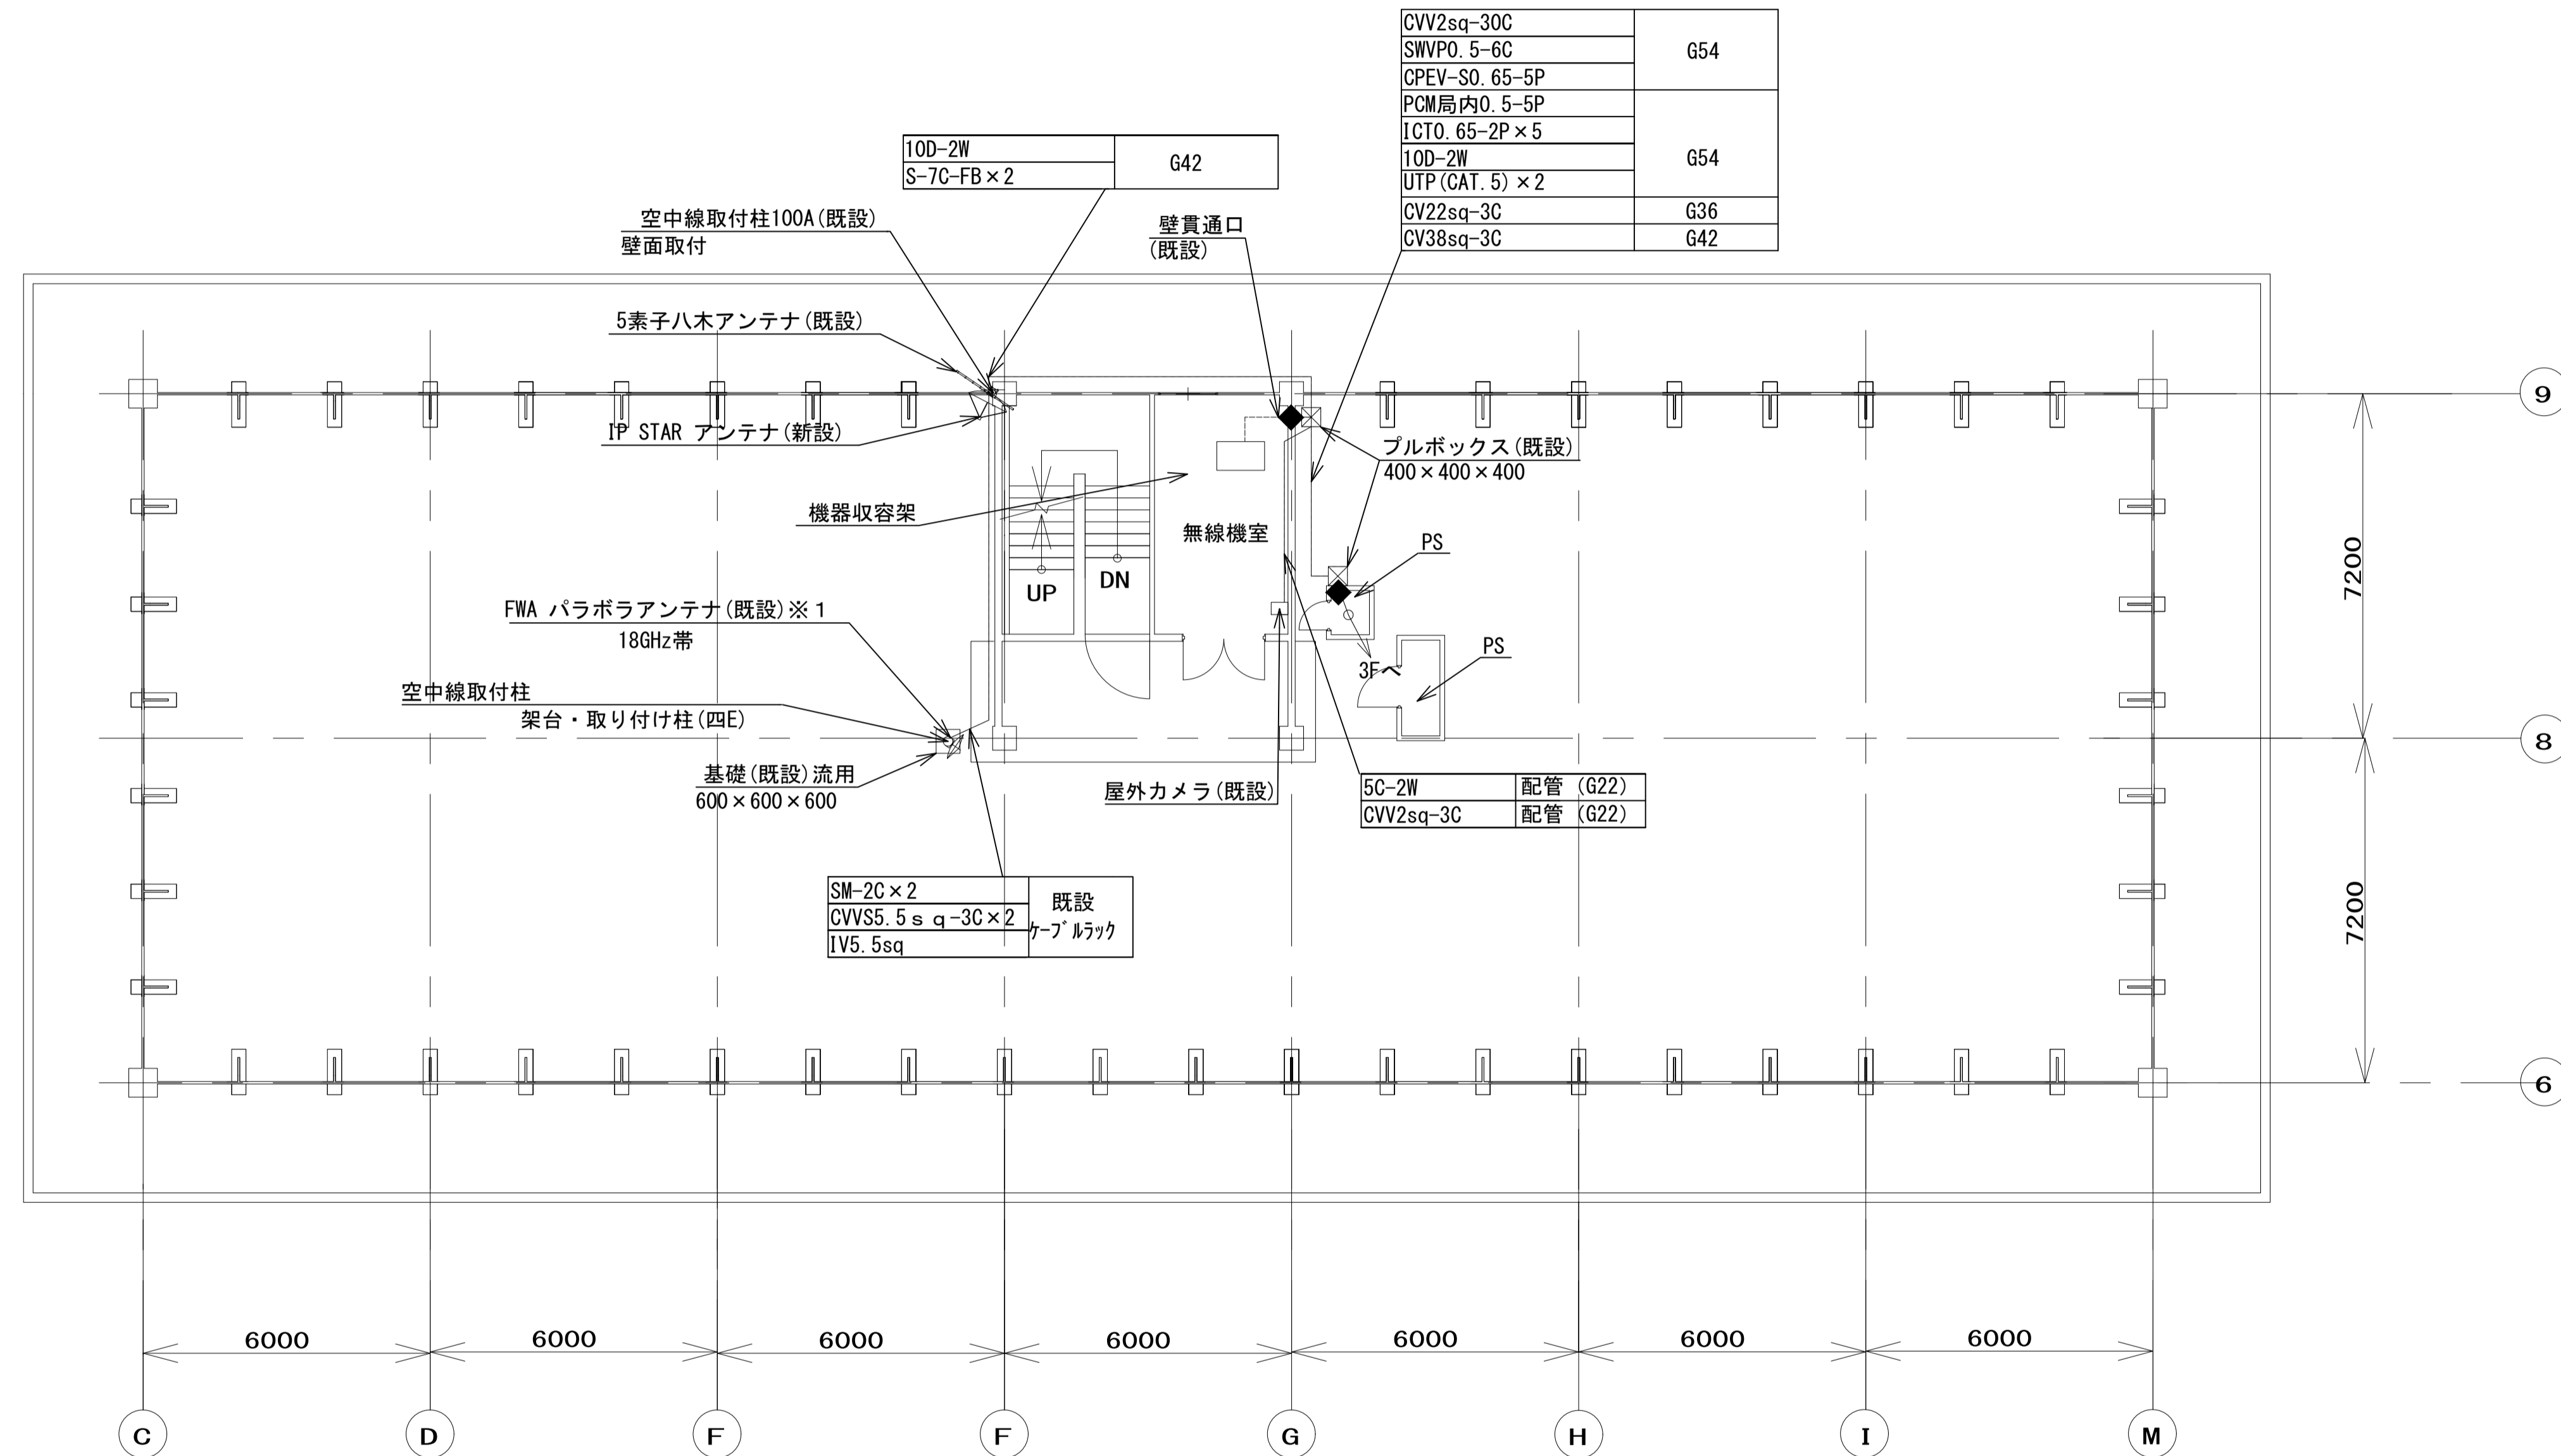 CVV2sq-30C
SWVP0.5-6C
G54
CPEV-S0.65-5P
PCM局内0.5-5P
ICT0.65-2P×5
10D-2W
G54
UTP(CAT.5)×2
CV22sq-3C G36
CV38sq-3C G42
10D-2W
G42
S-7C-FB×2
空中線取付柱100A(既設)
壁面取付
壁貫通口
(既設)
5素子八木アンテナ(既設)
IP STAR アンテナ(新設)
プルボックス(既設)
400×400×400
機器収容架
無線機室
PS
UP
DN
FWA パラボラアンテナ(既設)※1
18GHz帯
PS
3Fへ
空中線取付柱
架台・取り付け柱(四E)
基礎(既設)流用
600×600×600
屋外カメラ(既設)
5C-2W 配管 (G22)
CVV2sq-3C 配管 (G22)
SM-2C×2
CVVS5.5ｓｑ-3C×2
IV5.5sq
既設
ｹｰﾌﾞﾙﾗｯｸ
9
7200
8
7200
6
6000 6000 6000 6000 6000 6000 6000
C D F F G H I M